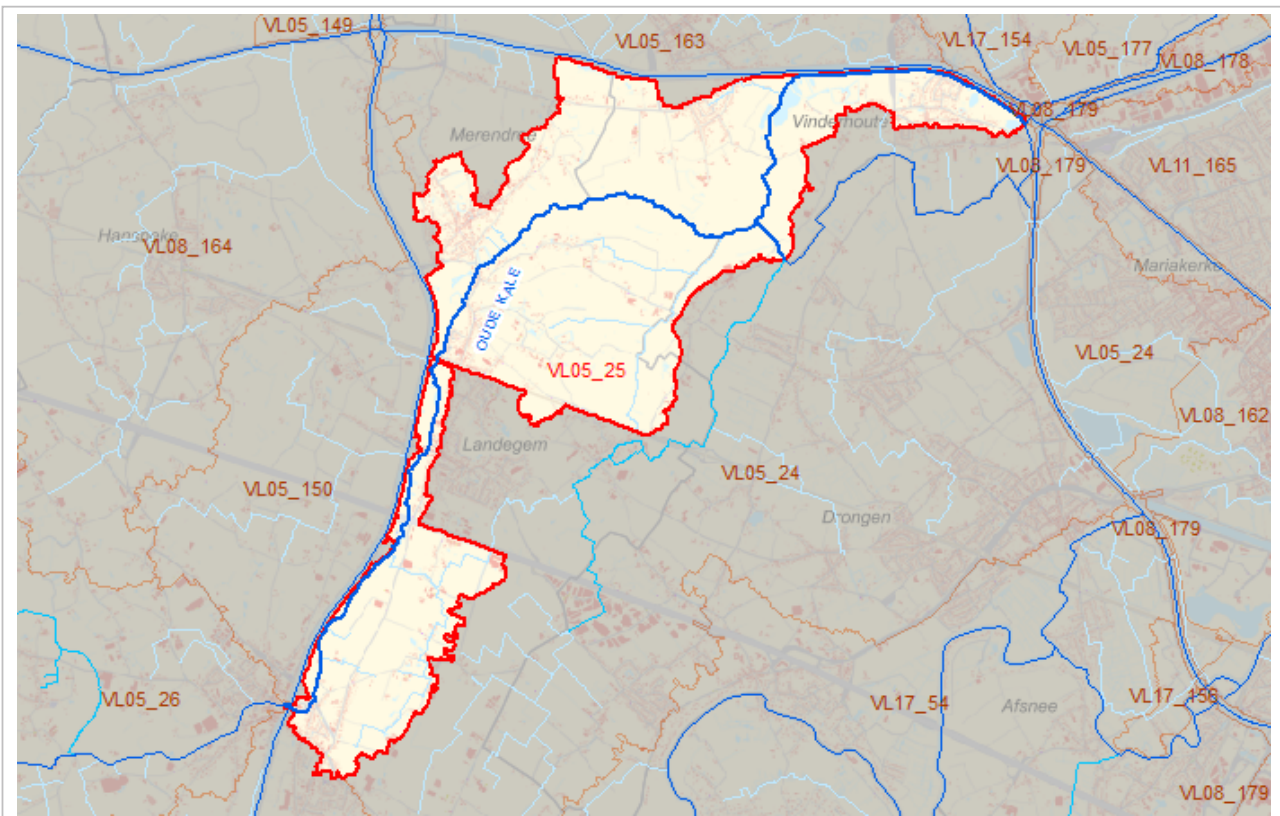 VL05_149
VL05_163
VL17_154
VL05_177
VL08_178
VL08_179
Merendree
Vinderhoute
VL08_179
VL11_165
Hansbeke
VL08_164
Mariakerke
OUDE KALE
VL05_24
VL05_25
VL08_162
Landegem
VL05_24
VL05_150
Drongen
VL08_179
VL05_26
VL17_54
Afsnee
VL17_153
VL08_179